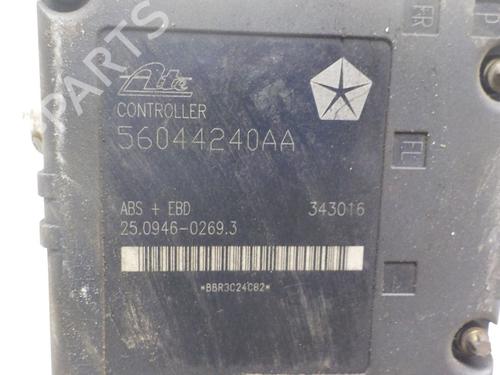 Ate
CONTROLLER
56044240AA
ABS + EBD 343016
25.0946-0269.3
*BBR3C24C82*
FR
FL
B-PARTS